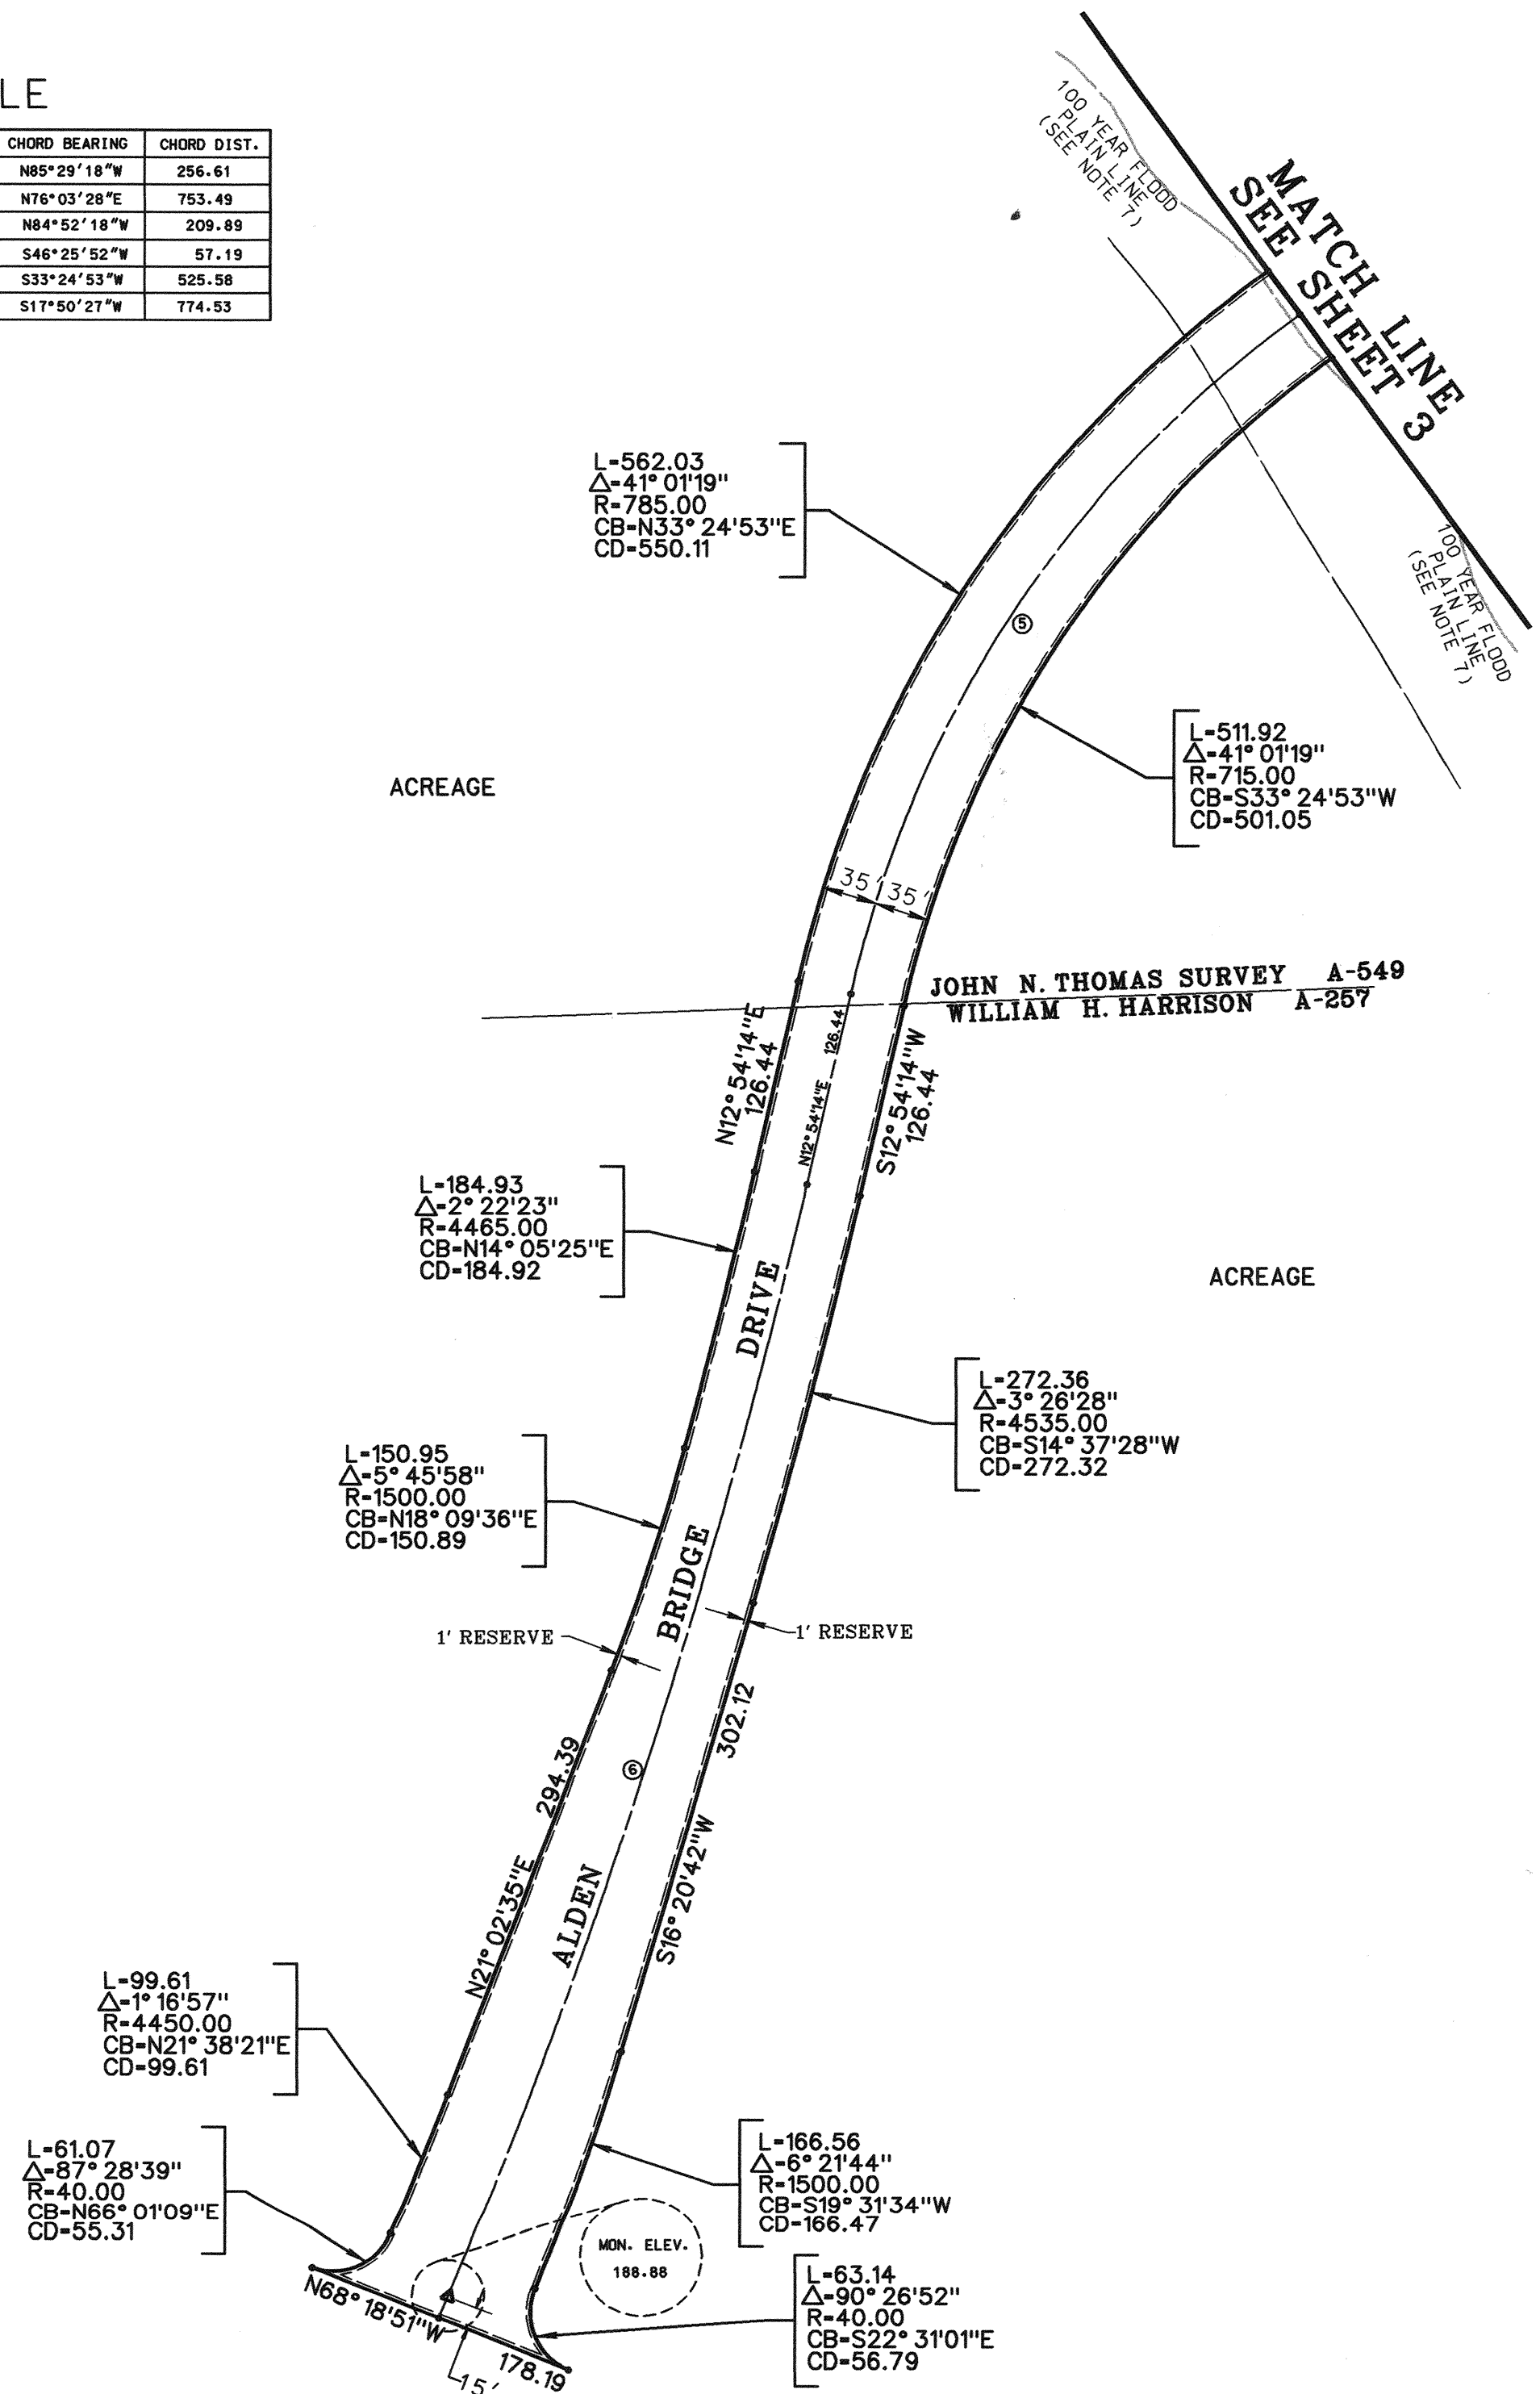 LE
CHORD BEARING CHORD DIST.
N85°29'18"W 256.61
N76°03'28"E 753.49
N84°52'18"W 209.89
S46°25'52"W 57.19
S33°24'53"W 525.58
S17°50'27"W 774.53
100 YEAR FLOOD
PLAIN LINE
(SEE NOTE 7)
MATCH LINE
SEE SHEET 3
L=562.03
Δ=41°01'19"
R=785.00
CB=N33°24'53"E
CD=550.11
100 YEAR FLOOD
PLAIN LINE
(SEE NOTE 7)
5
L=511.92
Δ=41°01'19"
R=715.00
CB=S33°24'53"W
CD=501.05
ACREAGE
35' 35'
JOHN N. THOMAS SURVEY A-549
WILLIAM H. HARRISON A-257
N12°54'14"E
126.44
N12°54'14"E 126.44
S12°54'14"W
126.44
L=184.93
Δ=2°22'23"
R=4465.00
CB=N14°05'25"E
CD=184.92
ACREAGE
L=272.36
Δ=3°26'28"
R=4535.00
CB=S14°37'28"W
CD=272.32
L=150.95
Δ=5°45'58"
R=1500.00
CB=N18°09'36"E
CD=150.89
1' RESERVE
1' RESERVE
ALDEN BRIDGE DRIVE
6
N21°02'35"E 294.39
S16°20'42"W 302.12
L=99.61
Δ=1°16'57"
R=4450.00
CB=N21°38'21"E
CD=99.61
L=61.07
Δ=87°28'39"
R=40.00
CB=N66°01'09"E
CD=55.31
L=166.56
Δ=6°21'44"
R=1500.00
CB=S19°31'34"W
CD=166.47
MON. ELEV.
188.88
L=63.14
Δ=90°26'52"
R=40.00
CB=S22°31'01"E
CD=56.79
N68°18'51"W 178.19
15'